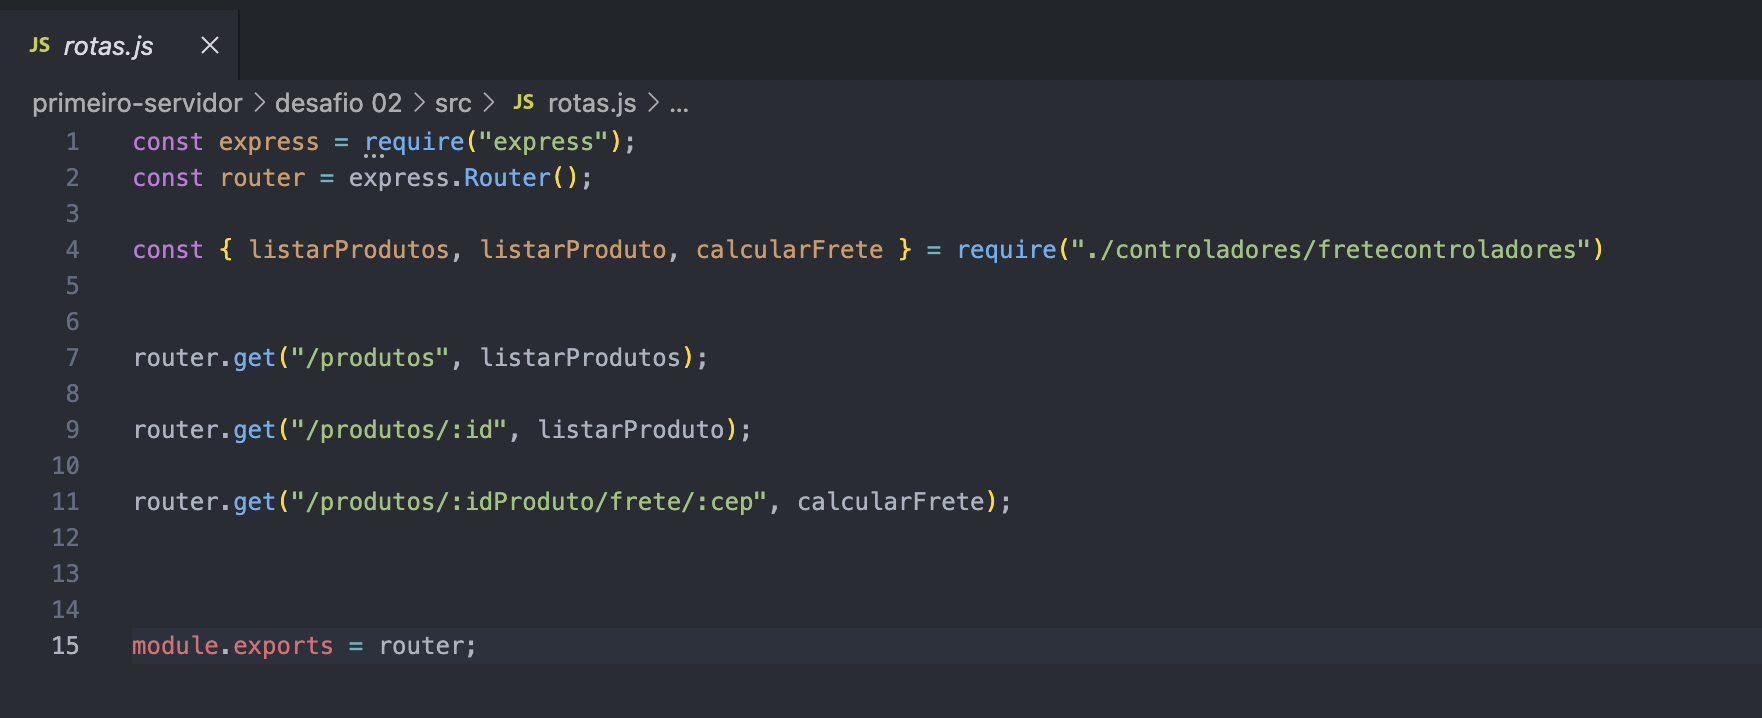 JS rotas.js
primeiro-servidor > desafio 02 > src > JS rotas.js > ...
1 const express = require("express");
2 const router = express.Router();
3
4 const { listarProdutos, listarProduto, calcularFrete } = require("./controladores/fretecontroladores")
5
6
7 router.get("/produtos", listarProdutos);
8
9 router.get("/produtos/:id", listarProduto);
10
11 router.get("/produtos/:idProduto/frete/:cep", calcularFrete);
12
13
14
15 module.exports = router;